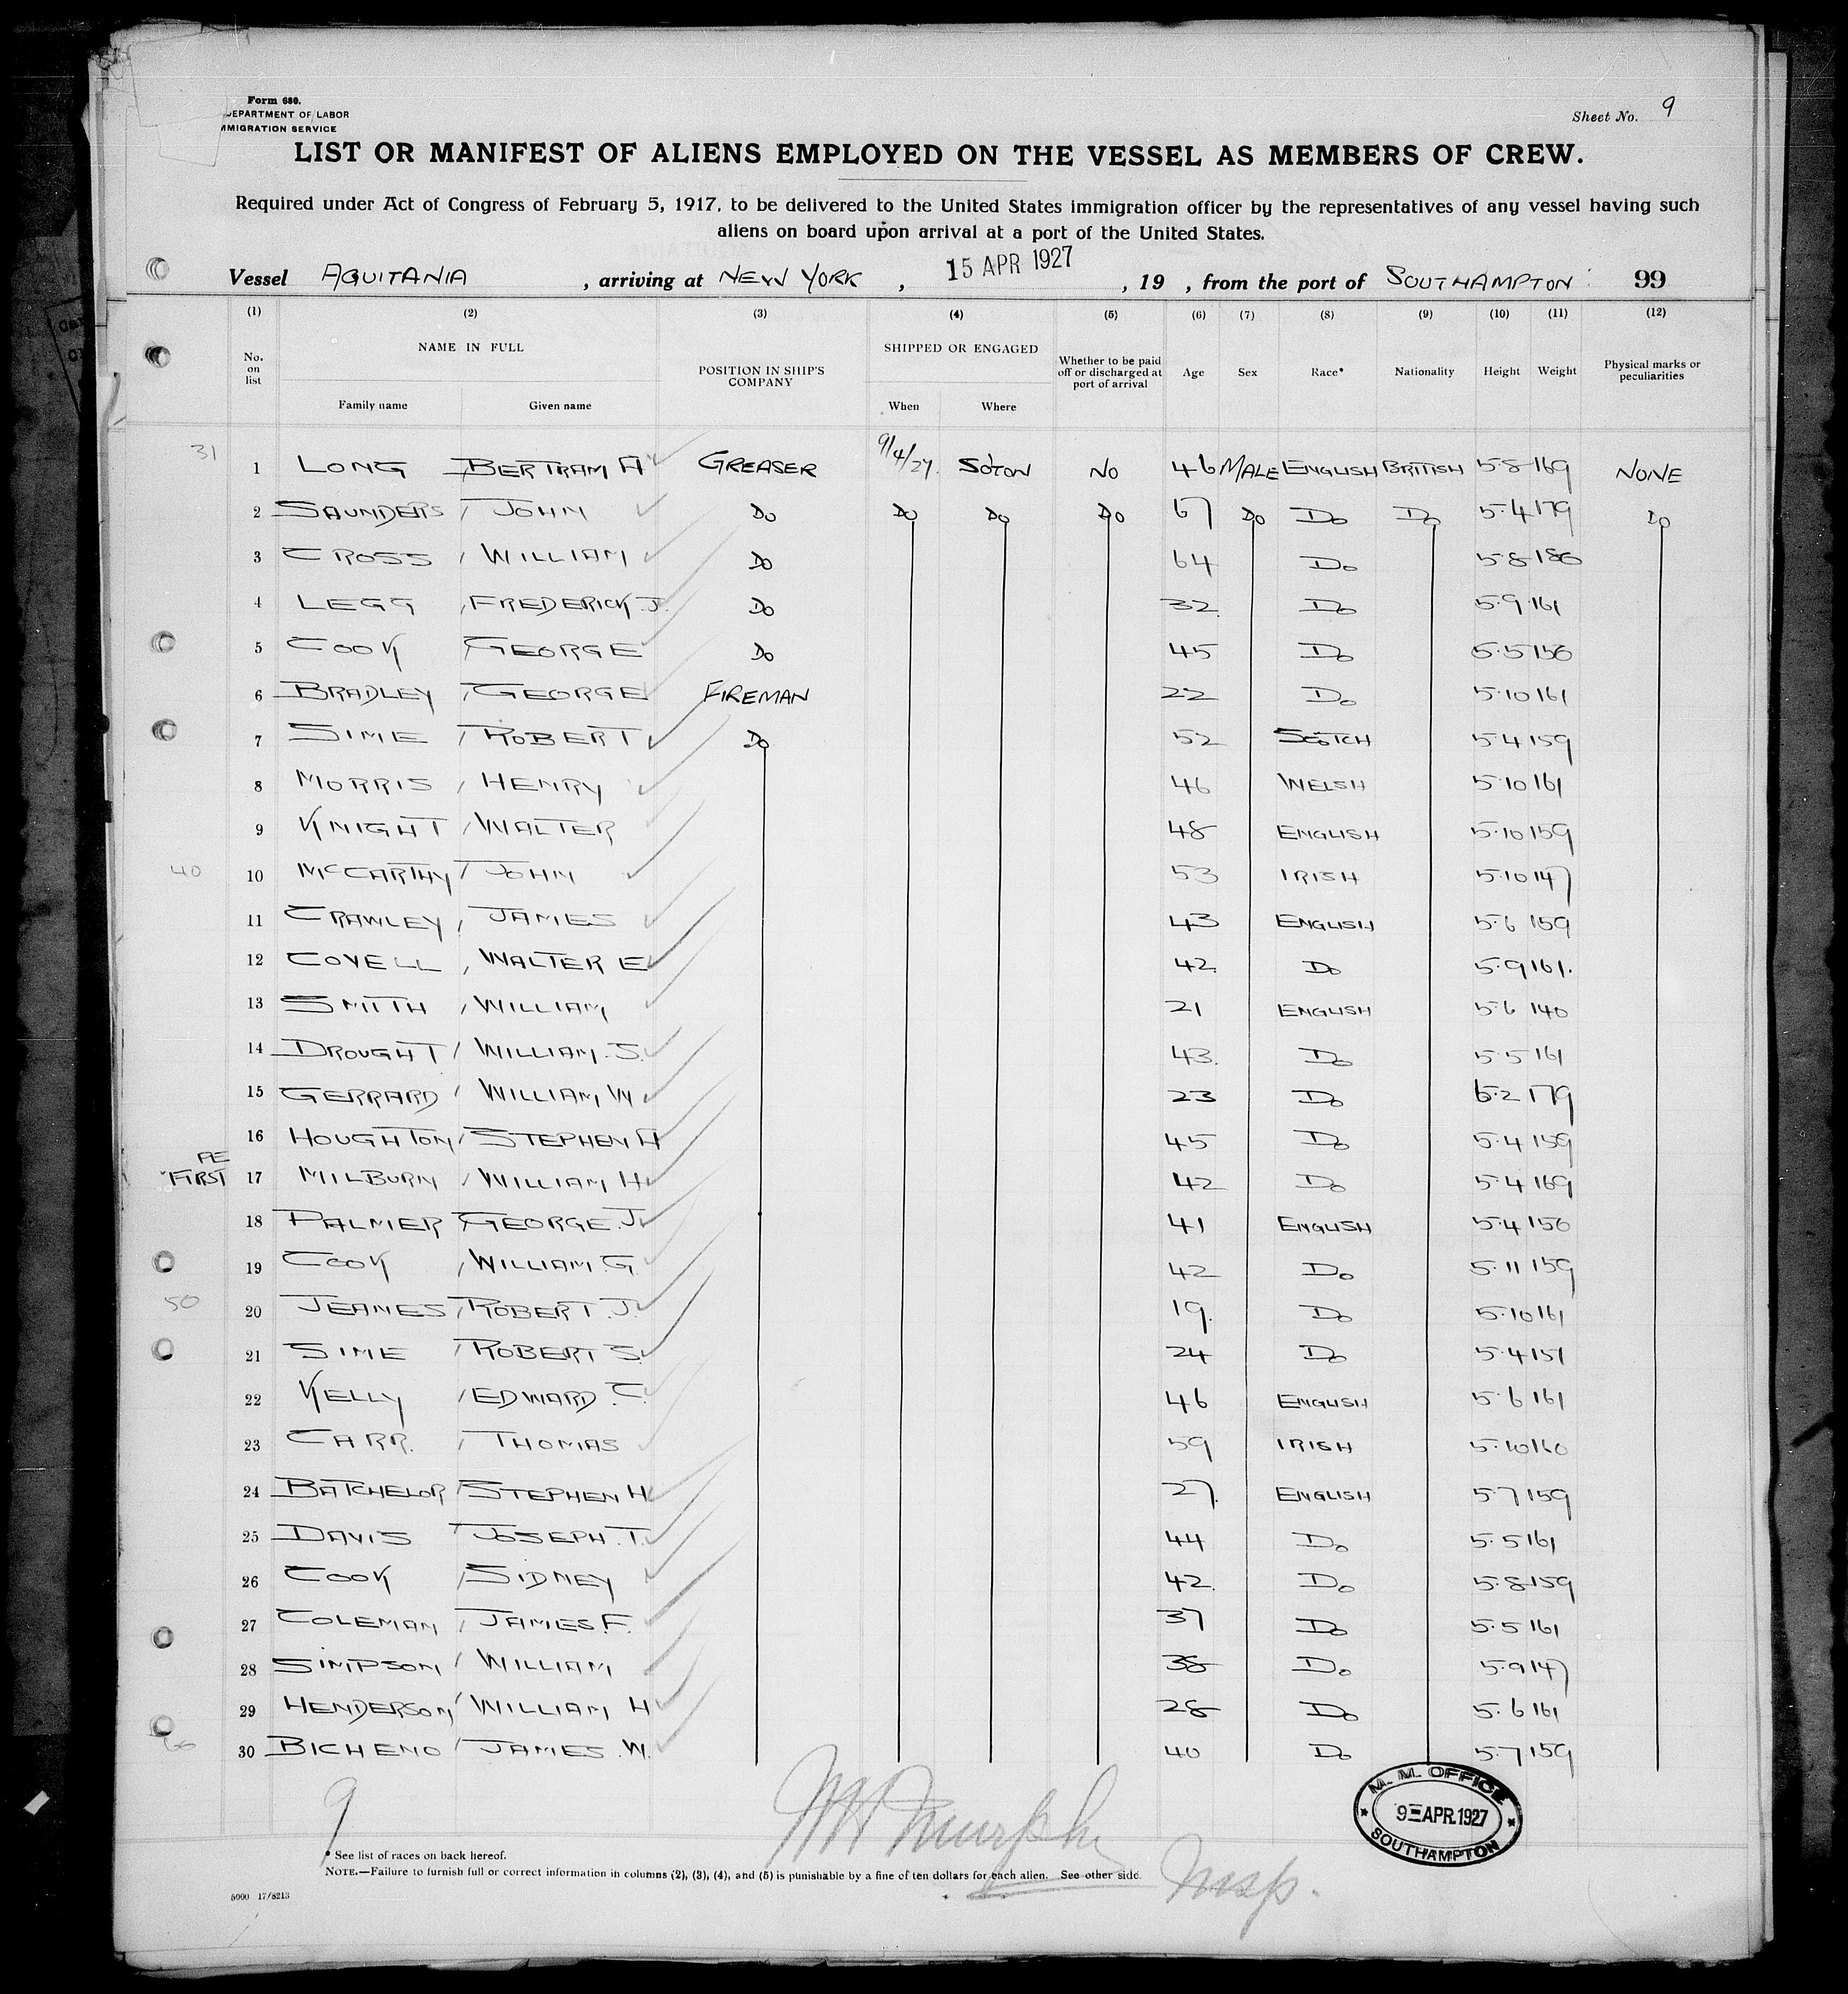 Form 680.
DEPARTMENT OF LABOR
IMMIGRATION SERVICE
Sheet No. 9
LIST OR MANIFEST OF ALIENS EMPLOYED ON THE VESSEL AS MEMBERS OF CREW.
Required under Act of Congress of February 5, 1917, to be delivered to the United States immigration officer by the representatives of any vessel having such
aliens on board upon arrival at a port of the United States.
Vessel AQUITANIA , arriving at NEW YORK , 15 APR 1927 , 19 , from the port of SOUTHAMPTON 99
(1) (2) (3) (4) (5) (6) (7) (8) (9) (10) (11) (12)
No. on list NAME IN FULL Family name Given name POSITION IN SHIP'S COMPANY SHIPPED OR ENGAGED When Where Whether to be paid off or discharged at port of arrival Age Sex Race* Nationality Height Weight Physical marks or peculiarities
31 1 LONG BERTRAM A GREASER 9/4/27. SOTON NO 46 MALE ENGLISH BRITISH 5.8 169 NONE
2 SAUNDERS JOHN DO DO DO DO 67 DO DO DO 5.4 179 DO
3 CROSS WILLIAM DO 64 DO 5.8 180
4 LEGG FREDERICK J. DO 32 DO 5.9 161
5 COOK GEORGE DO 45 DO 5.5 150
6 BRADLEY GEORGE FIREMAN 22 DO 5.10 161
7 SIME ROBERT DO 52 SCOTCH 5.4 159
8 MORRIS HENRY 46 WELSH 5.10 161
9 KNIGHT WALTER 48 ENGLISH 5.10 159
40 10 McCARTHY JOHN 53 IRISH 5.10 147
11 CRAWLEY JAMES 43 ENGLISH 5.6 159
12 COVELL WALTER E 42. DO 5.9 161.
13 SMITH WILLIAM 21 ENGLISH 5.6 140
14 DROUGHT WILLIAM S. 43. DO 5.5 161
15 GERRARD WILLIAM W 23 DO 6.2 179
16 HOUGHTON STEPHEN A 45 DO 5.4 159
PE FIRST 17 MILBURN WILLIAM H 42 DO 5.4 169
18 PALMER GEORGE. J. 41 ENGLISH 5.4 150
19 COOK WILLIAM G. 42 DO 5.11 159
50 20 JEANES ROBERT. J. 19. DO 5.10 161
21 SIME ROBERT S. 24 DO 5.4 151
22 KELLY EDWARD. C. 46 ENGLISH 5.6 161
23 CARR. THOMAS 59 IRISH 5.10 160
24 BATCHELOR STEPHEN H 27. ENGLISH 5.7 159
25 DAVIS JOSEPH. T. 44 DO 5.5 161
26 COOK SIDNEY 42. DO 5.8 159
27 COLEMAN JAMES. F. 37 DO 5.5 161
28 SIMPSON WILLIAM 38 DO 5.9 147
29 HENDERSON WILLIAM H 28 DO 5.6 161
60 30 BICHENO JAMES. W. 40 DO 5.7 159
9
M. M. OFFICE
9 - APR. 1927
SOUTHAMPTON
W H Murphy
Insp.
* See list of races on back hereof.
NOTE.—Failure to furnish full or correct information in columns (2), (3), (4), and (5) is punishable by a fine of ten dollars for each alien. See other side.
5000 17/8213